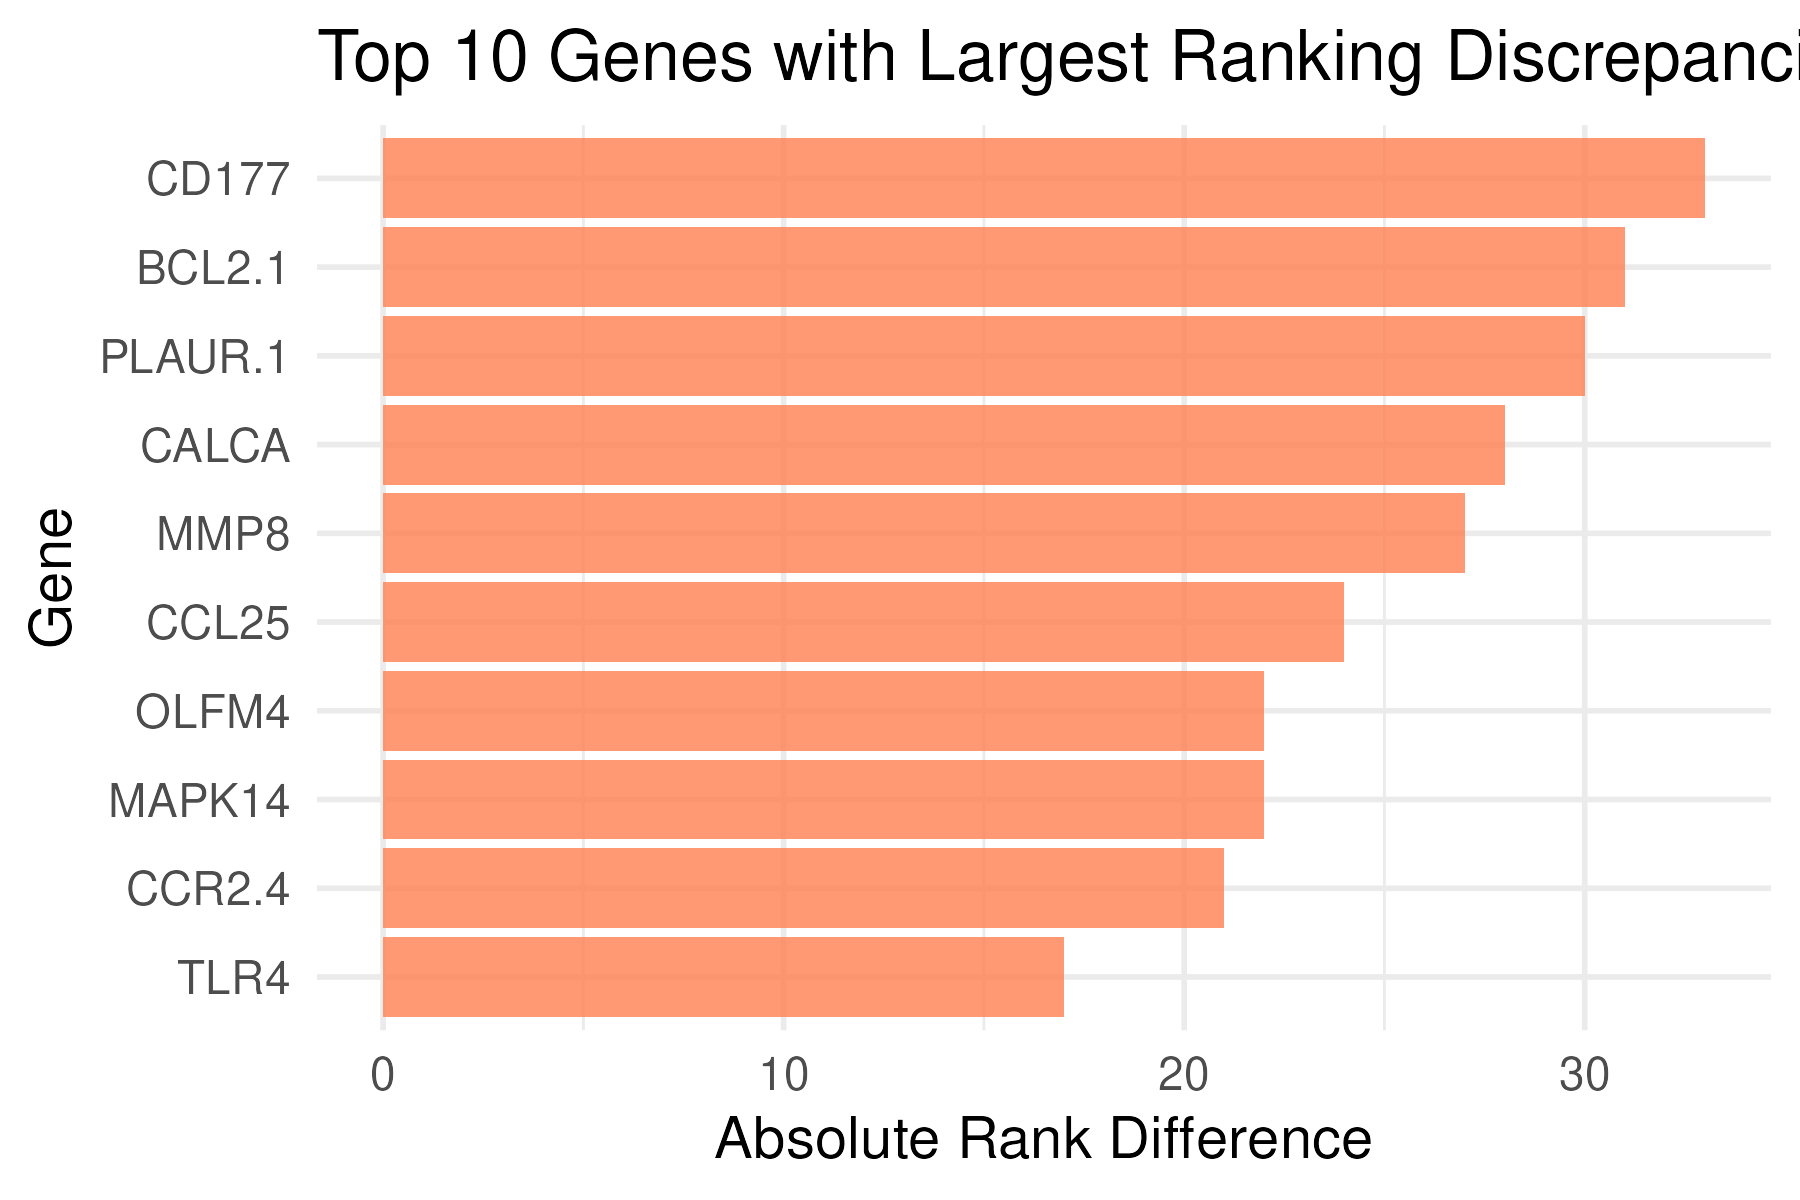 Top 10 Genes with Largest Ranking Discrepanci
CD177
BCL2.1
PLAUR.1
CALCA
MMP8
CCL25
OLFM4
MAPK14
CCR2.4
TLR4
Gene
0 10 20 30
Absolute Rank Difference